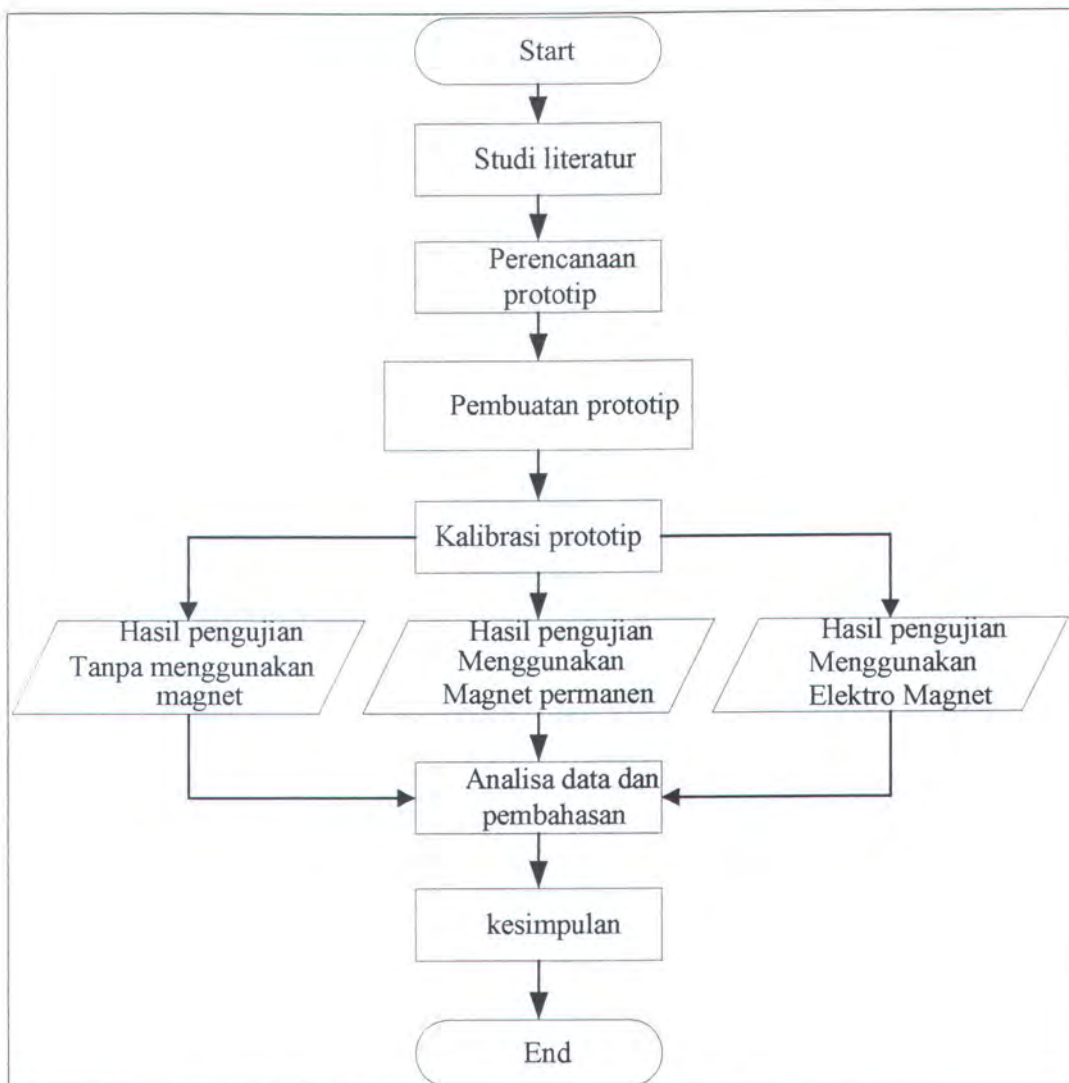 Start
Studi literatur
Perencanaan
prototip
Pembuatan prototip
Kalibrasi prototip
Hasil pengujian
Tanpa menggunakan
magnet
Hasil pengujian
Menggunakan
Magnet permanen
Hasil pengujian
Menggunakan
Elektro Magnet
Analisa data dan
pembahasan
kesimpulan
End